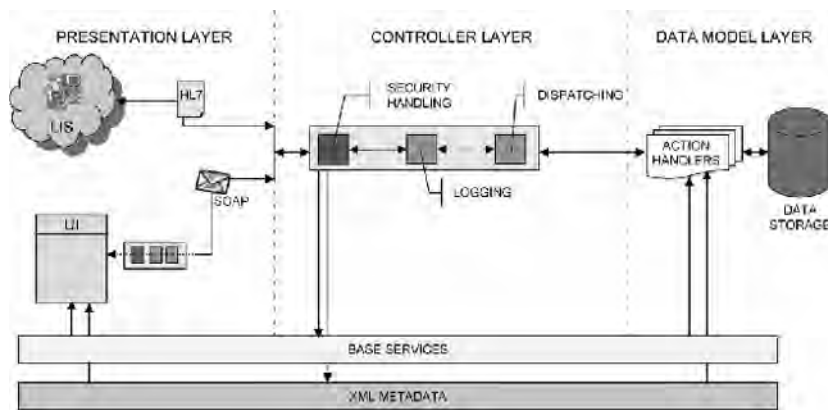 PRESENTATION LAYER
CONTROLLER LAYER
DATA MODEL LAYER
HL7
LIS
SECURITY
HANDLING
DISPATCHING
ACTION
HANDLERS
LOGGING
SOAP
DATA
STORAGE
UI
BASE SERVICES
XML METADATA